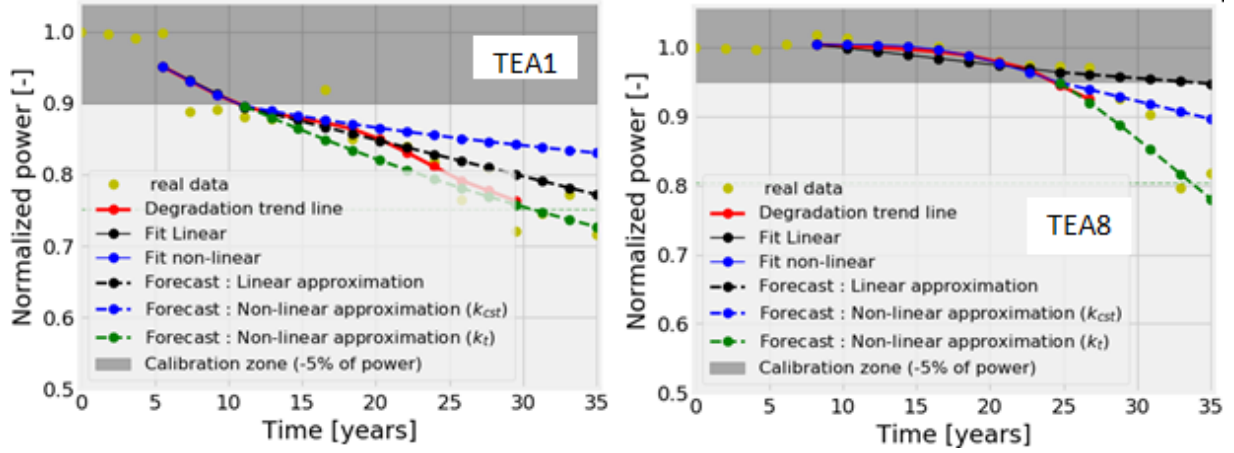 TEA1
Normalized power [-]
1.0
0.9
0.8
0.7
0.6
0.5
real data
Degradation trend line
Fit Linear
Fit non-linear
Forecast : Linear approximation
Forecast : Non-linear approximation (k_cst)
Forecast : Non-linear approximation (k_t)
Calibration zone (-5% of power)
0 5 10 15 20 25 30 35
Time [years]
TEA8
Normalized power [-]
1.0
0.9
0.8
0.7
0.6
0.5
real data
Degradation trend line
Fit Linear
Fit non-linear
Forecast : Linear approximation
Forecast : Non-linear approximation (k_cst)
Forecast : Non-linear approximation (k_t)
Calibration zone (-5% of power)
0 5 10 15 20 25 30 35
Time [years]